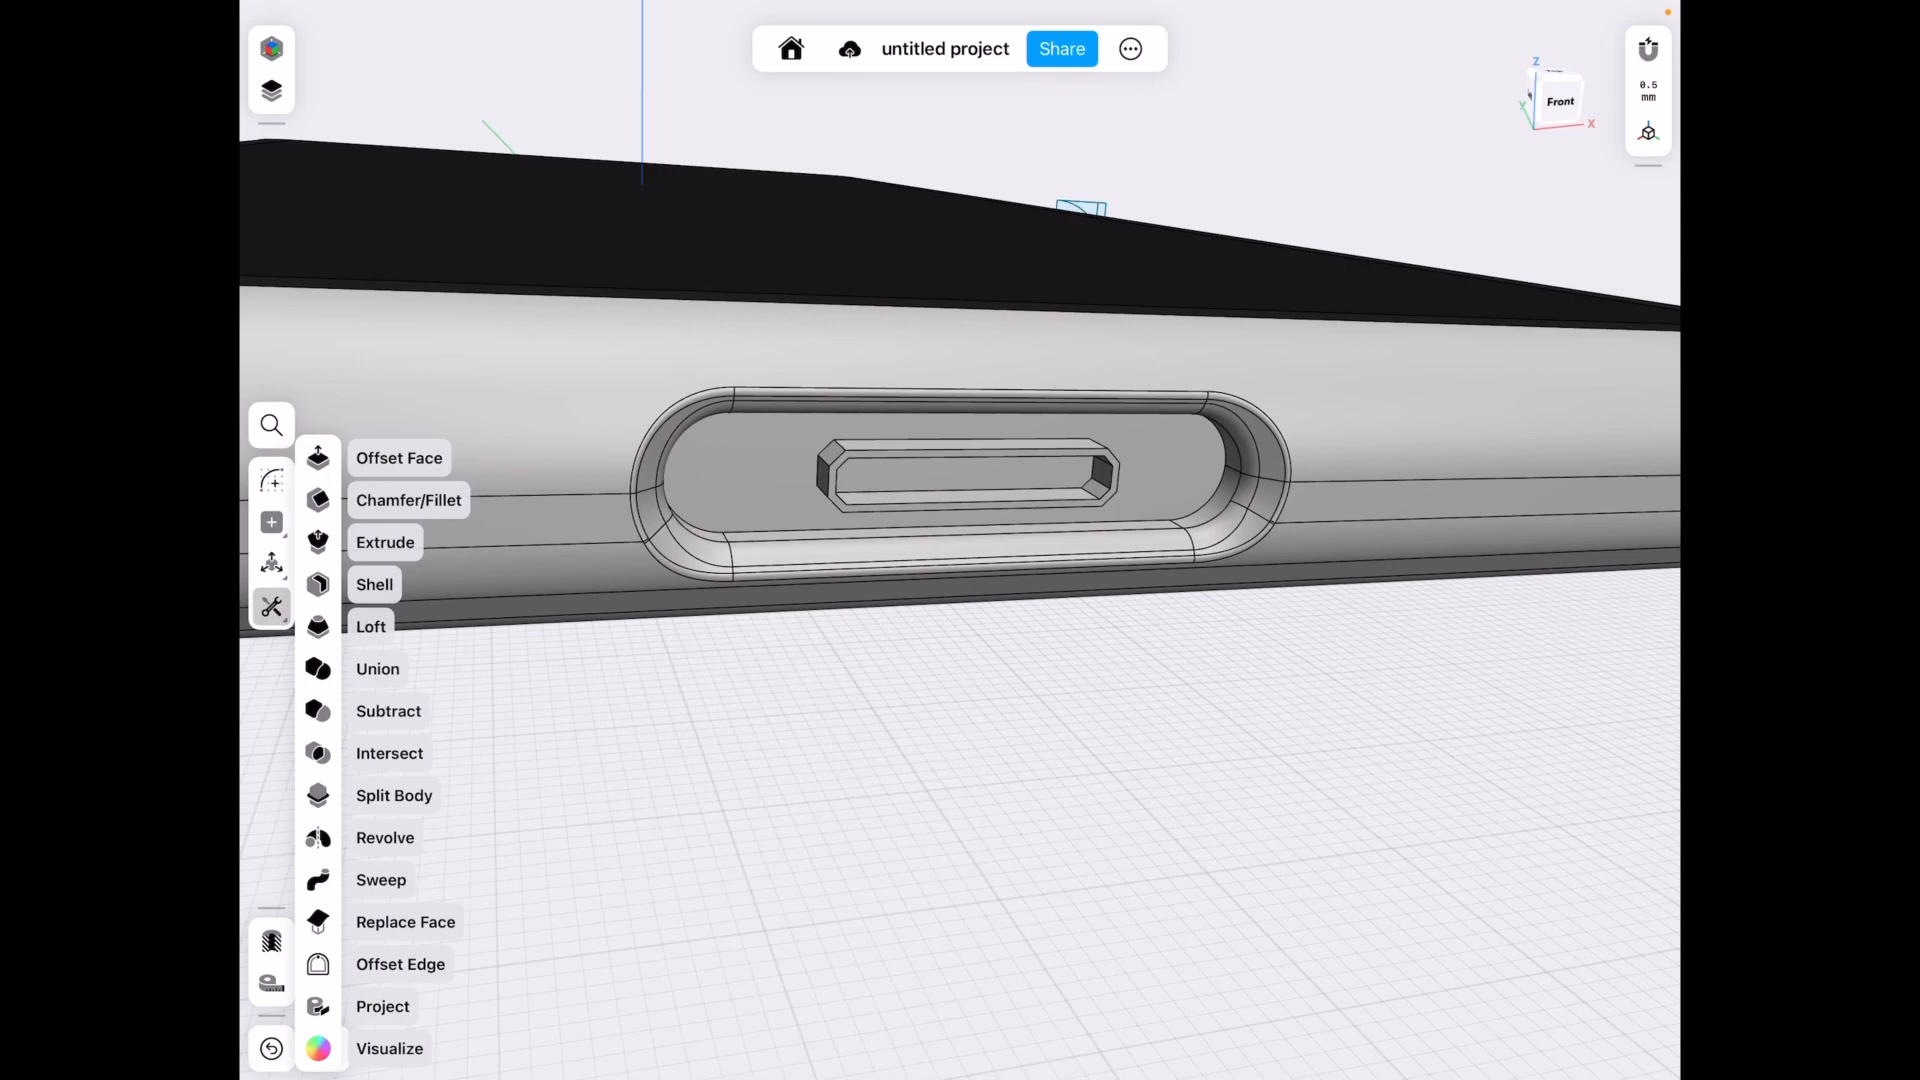 untitled project
Share
Z
Front
Y
X
0.5
mm
Offset Face
Chamfer/Fillet
Extrude
Shell
Loft
Union
Subtract
Intersect
Split Body
Revolve
Sweep
Replace Face
Offset Edge
Project
Visualize